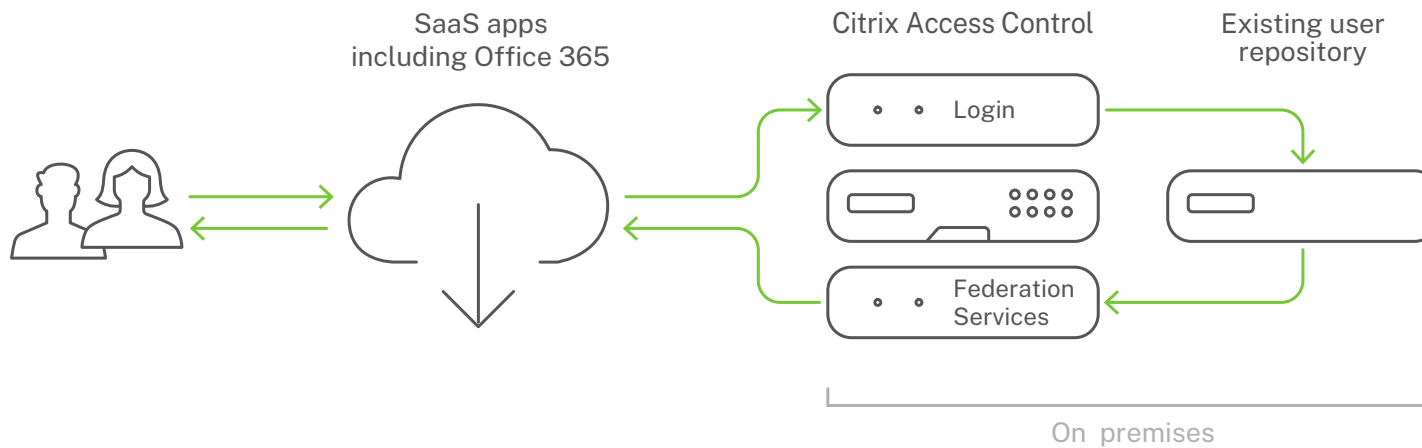 SaaS apps
including Office 365
Citrix Access Control
Existing user
repository
Login
Federation
Services
On premises